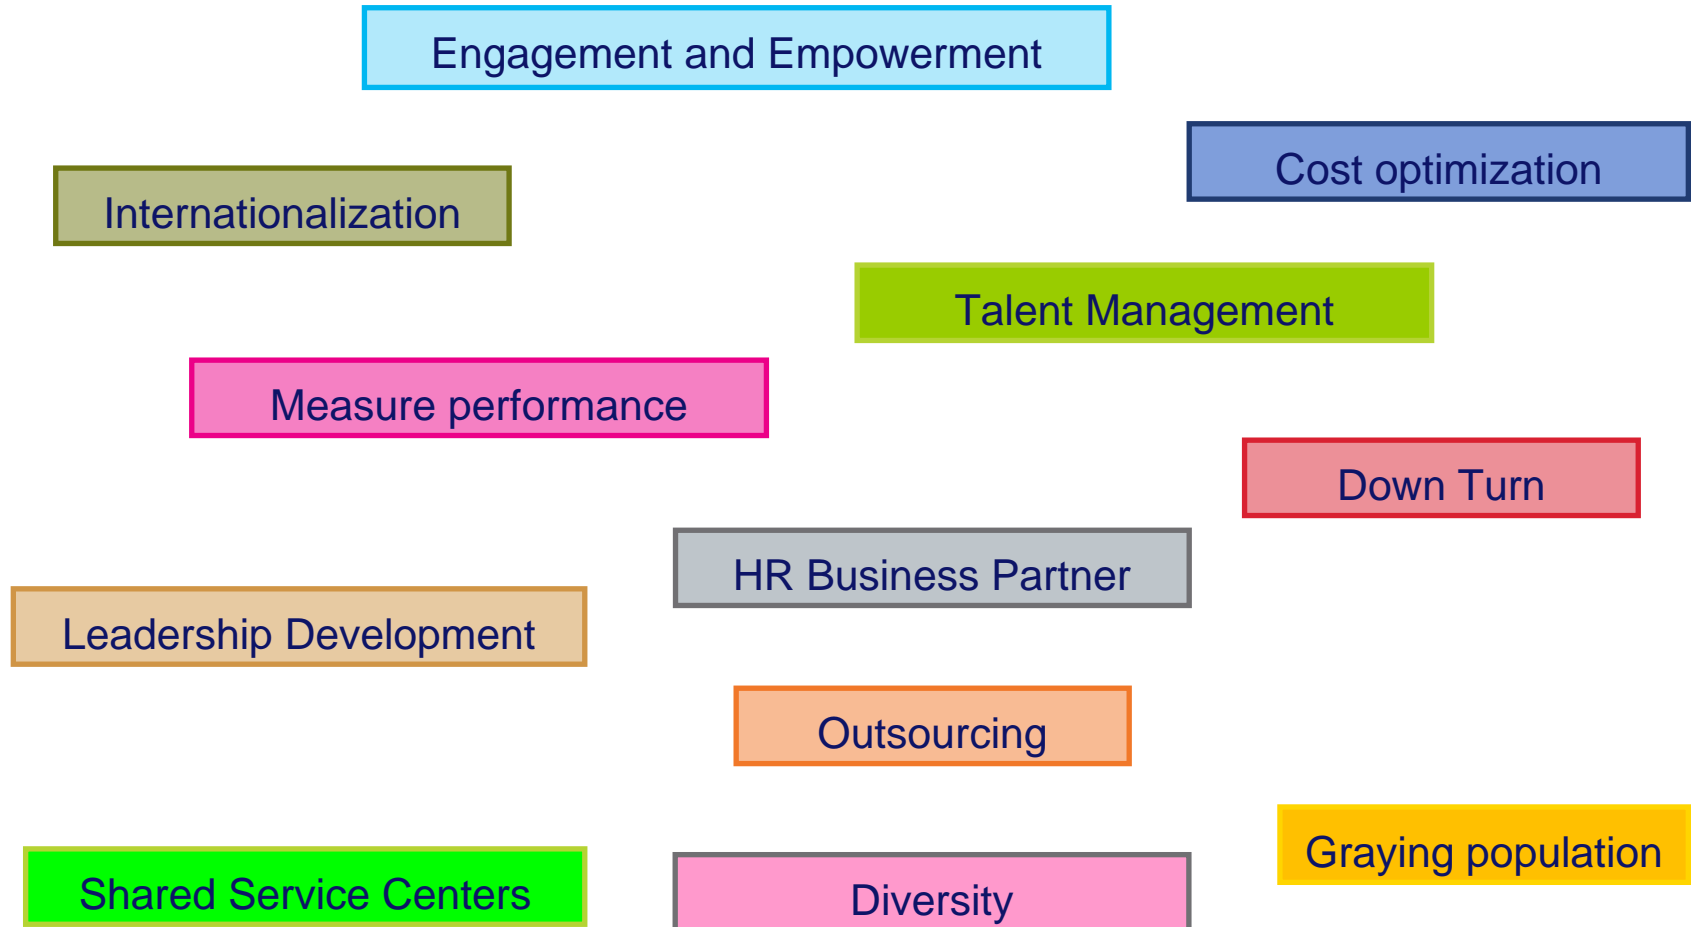 Engagement and Empowerment
Cost optimization
Internationalization
Talent Management
Measure performance
Down Turn
HR Business Partner
Leadership Development
Outsourcing
Graying population
Shared Service Centers
Diversity